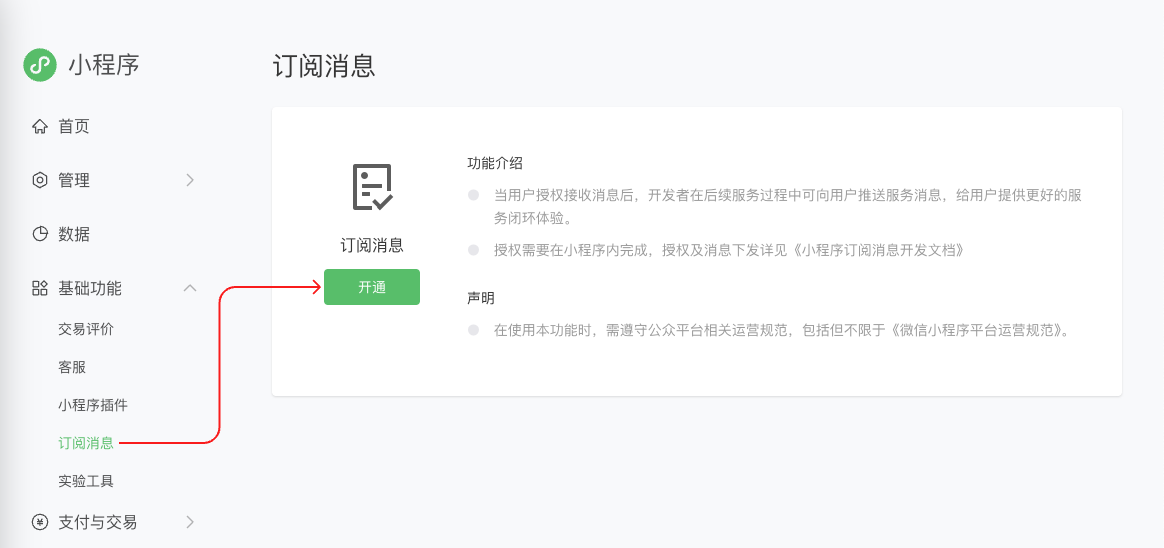 小程序
首页
管理
数据
基础功能
交易评价
客服
小程序插件
订阅消息
实验工具
支付与交易
订阅消息
订阅消息
开通
功能介绍
当用户授权接收消息后，开发者在后续服务过程中可向用户推送服务消息，给用户提供更好的服
务闭环体验。
授权需要在小程序内完成，授权及消息下发详见《小程序订阅消息开发文档》
声明
在使用本功能时，需遵守公众平台相关运营规范，包括但不限于《微信小程序平台运营规范》。